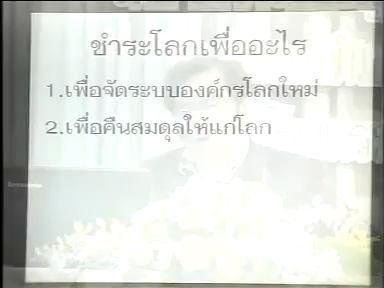 ชำระโลกเพื่ออะไร
1.เพื่อจัดระบบองค์กรโลกใหม่
2.เพื่อคืนสมดุลให้แก่โลก